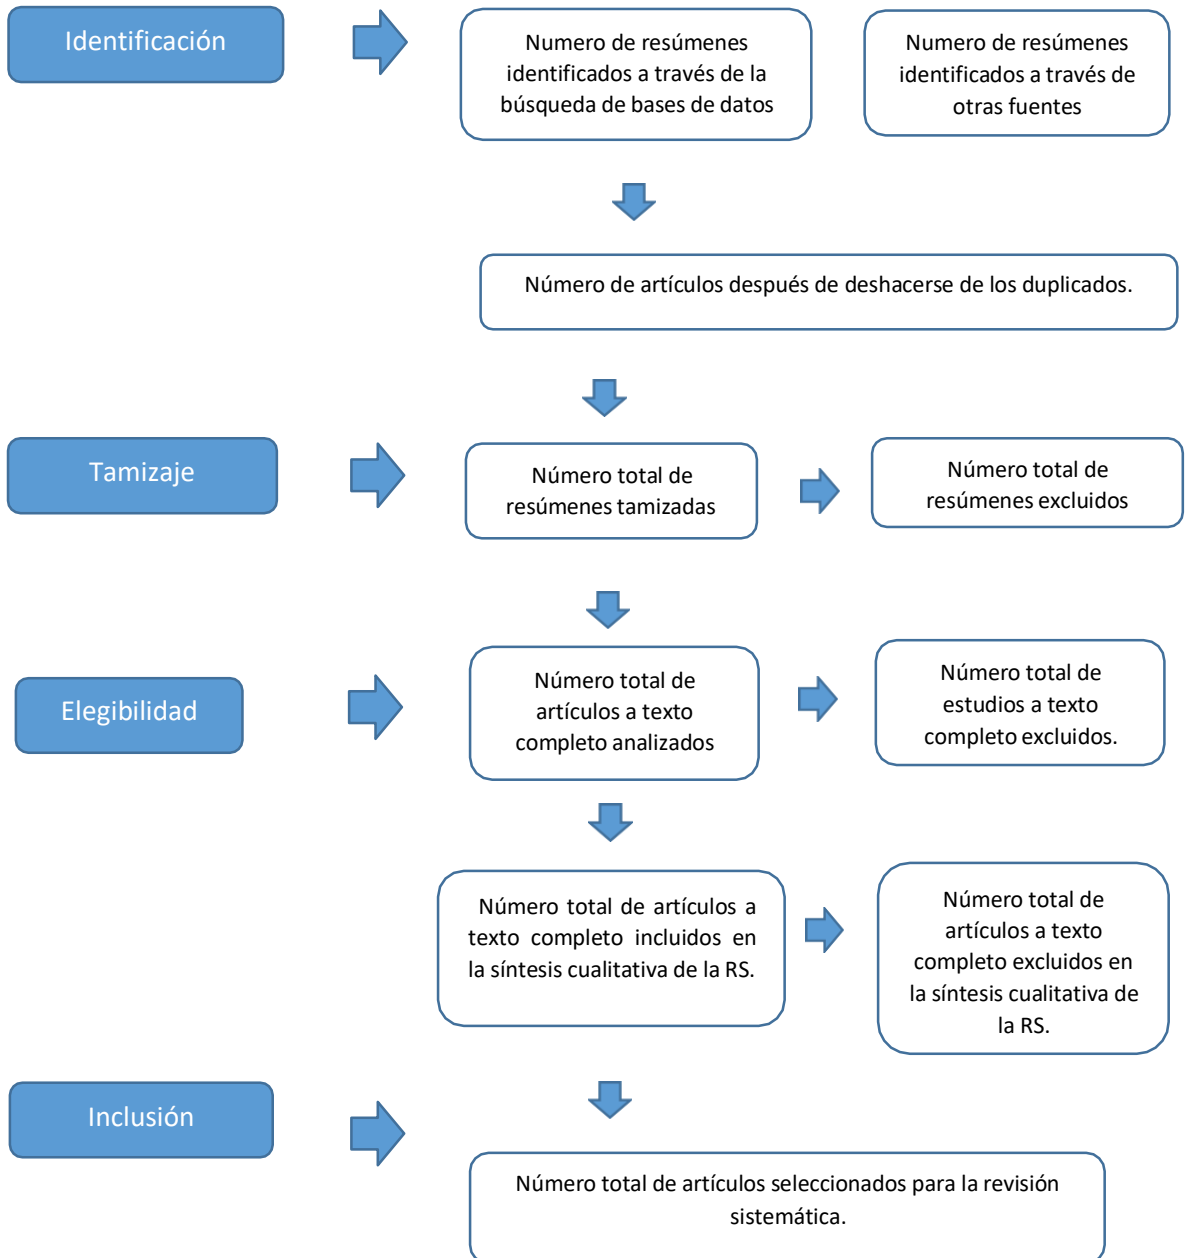 Identificación
Numero de resúmenes
identificados a través de la
búsqueda de bases de datos
Numero de resúmenes
identificados a través de
otras fuentes
Número de artículos después de deshacerse de los duplicados.
Tamizaje
Número total de
resúmenes tamizadas
Número total de
resúmenes excluidos
Elegibilidad
Número total de
artículos a texto
completo analizados
Número total de
estudios a texto
completo excluidos.
Número total de artículos a
texto completo incluidos en
la síntesis cualitativa de la RS.
Número total de
artículos a texto
completo excluidos en
la síntesis cualitativa de
la RS.
Inclusión
Número total de artículos seleccionados para la revisión
sistemática.